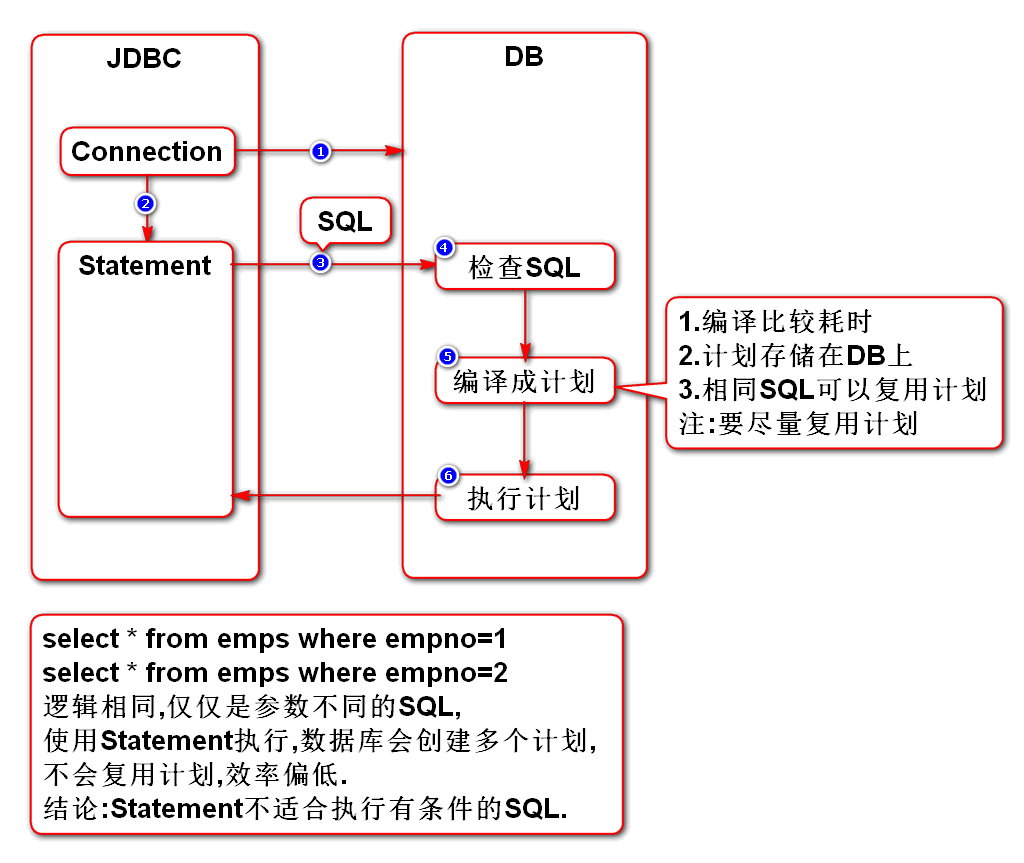 JDBC
DB
Connection
1
2
SQL
Statement
3
4
检查SQL
5
编译成计划
1.编译比较耗时
2.计划存储在DB上
3.相同SQL可以复用计划
注:要尽量复用计划
6
执行计划
select * from emps where empno=1
select * from emps where empno=2
逻辑相同,仅仅是参数不同的SQL,
使用Statement执行,数据库会创建多个计划,
不会复用计划,效率偏低.
结论:Statement不适合执行有条件的SQL.